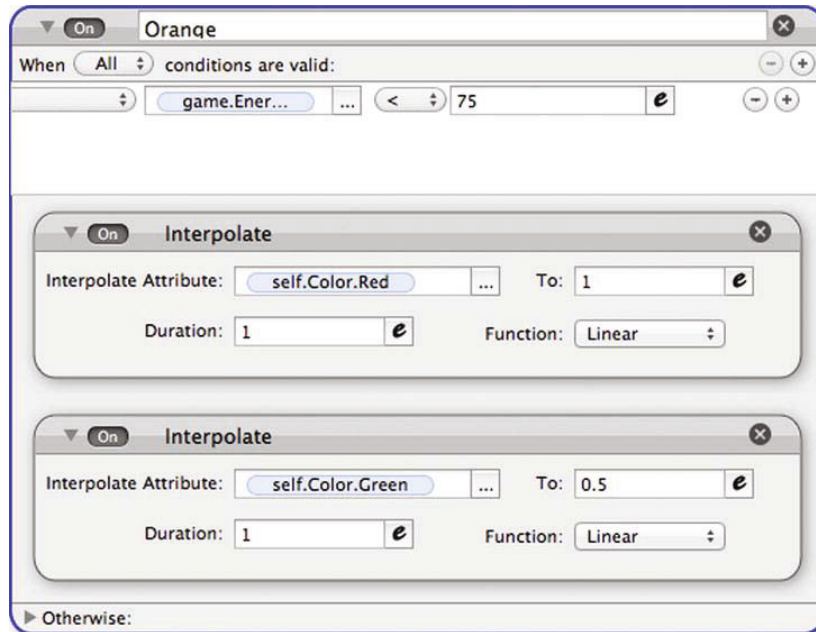 On Orange
When All conditions are valid:
game.Ener... ... < 75 e
On Interpolate
Interpolate Attribute: self.Color.Red ... To: 1 e
Duration: 1 e Function: Linear
On Interpolate
Interpolate Attribute: self.Color.Green ... To: 0.5 e
Duration: 1 e Function: Linear
Otherwise: